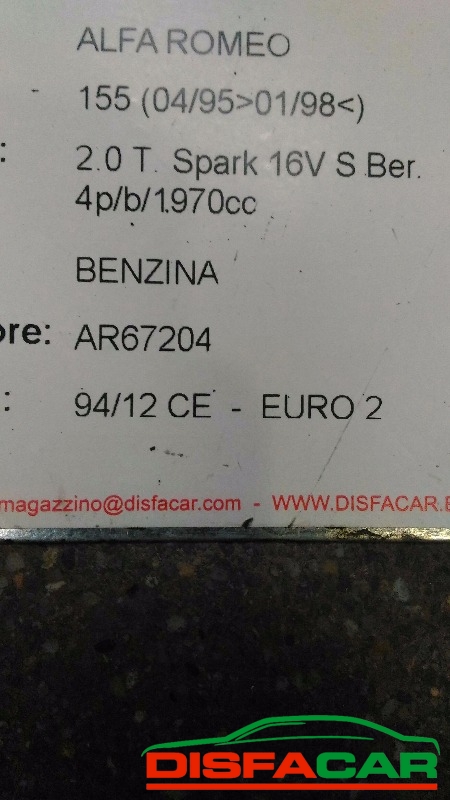 ALFA ROMEO
155 (04/95>01/98<)
:
2.0 T. Spark 16V S.Ber.
4p/b/1.970cc
BENZINA
ore: AR67204
: 94/12 CE - EURO 2
magazzino@disfacar.com - WWW.DISFACAR.E
DISFACAR